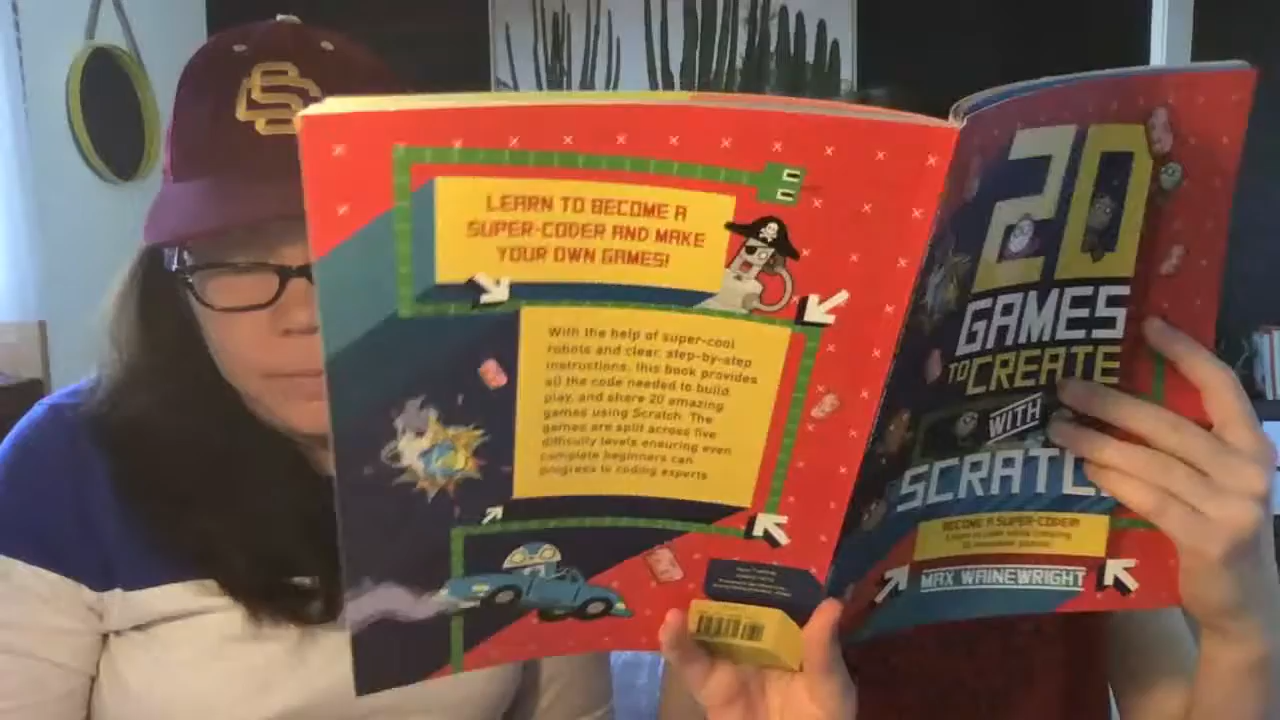 SC
LEARN TO BECOME A
SUPER-CODER AND MAKE
YOUR OWN GAMES!
With the help of super-cool
robots and clear, step-by-step
instructions, this book provides
all the code needed to build,
play, and share 20 amazing
games using Scratch. The
games are split across five
difficulty levels ensuring even
complete beginners can
progress to coding experts
20
GAMES
TO CREATE
WITH
SCRATC
BECOME A SUPER-CODER!
MAX WAINEWRIGHT